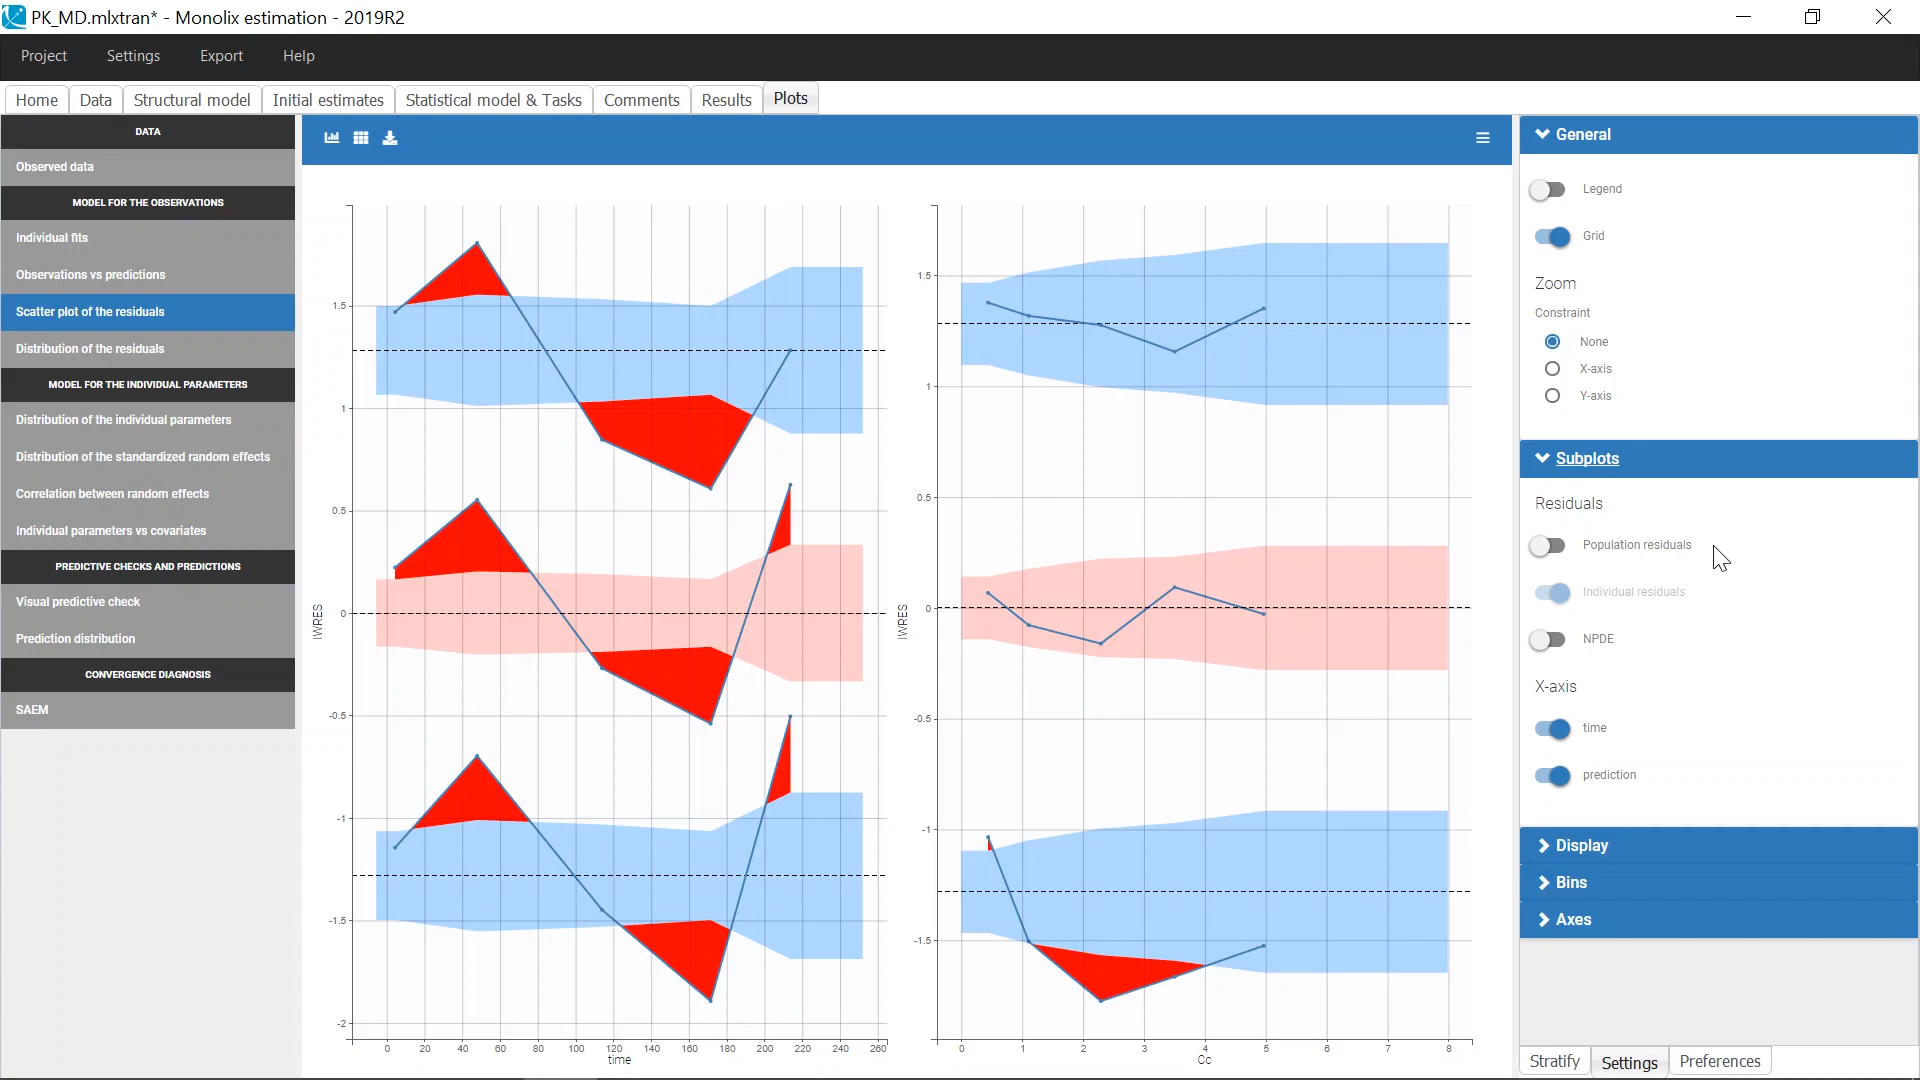 PK_MD.mlxtran* - Monolix estimation - 2019R2
Project Settings Export Help
Home Data Structural model Initial estimates Statistical model & Tasks Comments Results Plots
DATA
Observed data
MODEL FOR THE OBSERVATIONS
Individual fits
Observations vs predictions
Scatter plot of the residuals
Distribution of the residuals
MODEL FOR THE INDIVIDUAL PARAMETERS
Distribution of the individual parameters
Distribution of the standardized random effects
Correlation between random effects
Individual parameters vs covariates
PREDICTIVE CHECKS AND PREDICTIONS
Visual predictive check
Prediction distribution
CONVERGENCE DIAGNOSIS
SAEM
IWRES
1.5
1
0.5
0
-0.5
-1
-1.5
-2
0 20 40 60 80 100 120 140 160 180 200 220 240 260
time
IWRES
1.5
1
0.5
0
-0.5
-1
-1.5
0 1 2 3 4 5 6 7 8
Cc
General
Legend
Grid
Zoom
Constraint
None
X-axis
Y-axis
Subplots
Residuals
Population residuals
Individual residuals
NPDE
X-axis
time
prediction
Display
Bins
Axes
Stratify Settings Preferences